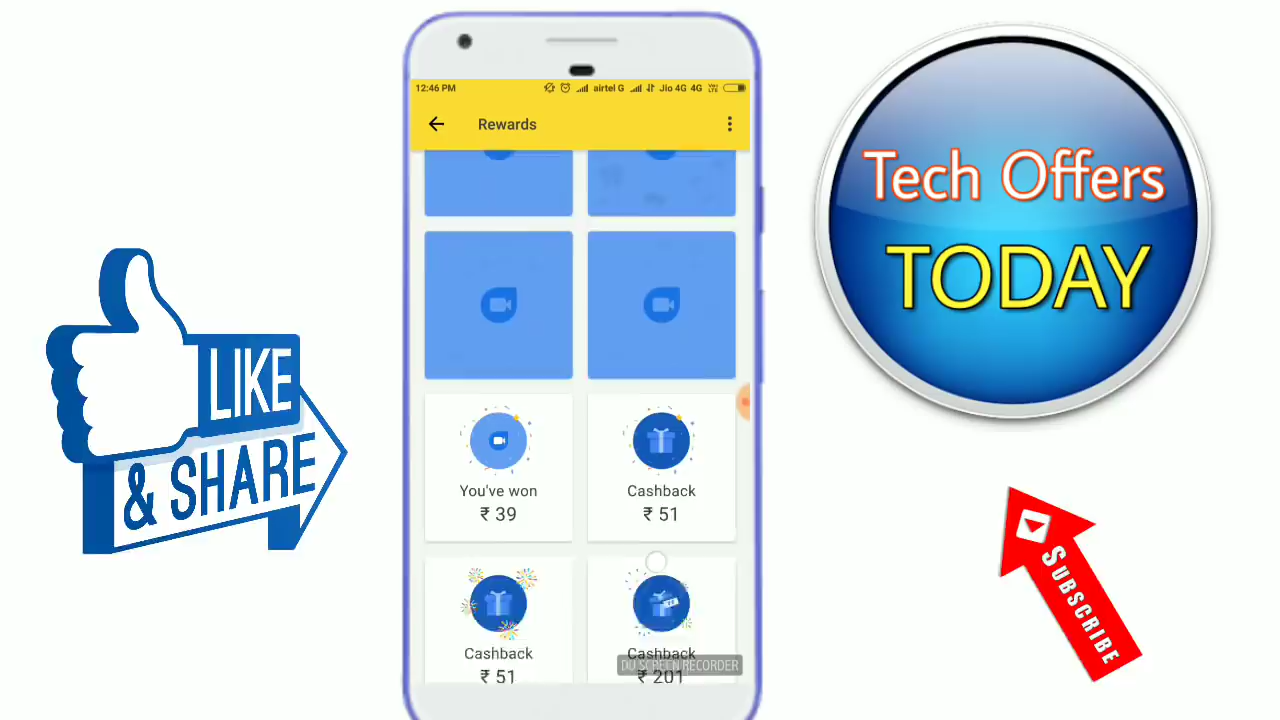 12:46 PM
airtel G
Jio 4G 4G
Rewards
You've won
₹ 39
Cashback
₹ 51
Cashback
₹ 51
Cashback
₹ 201
DU SCREEN RECORDER
LIKE
& SHARE
Tech Offers
TODAY
SUBSCRIBE